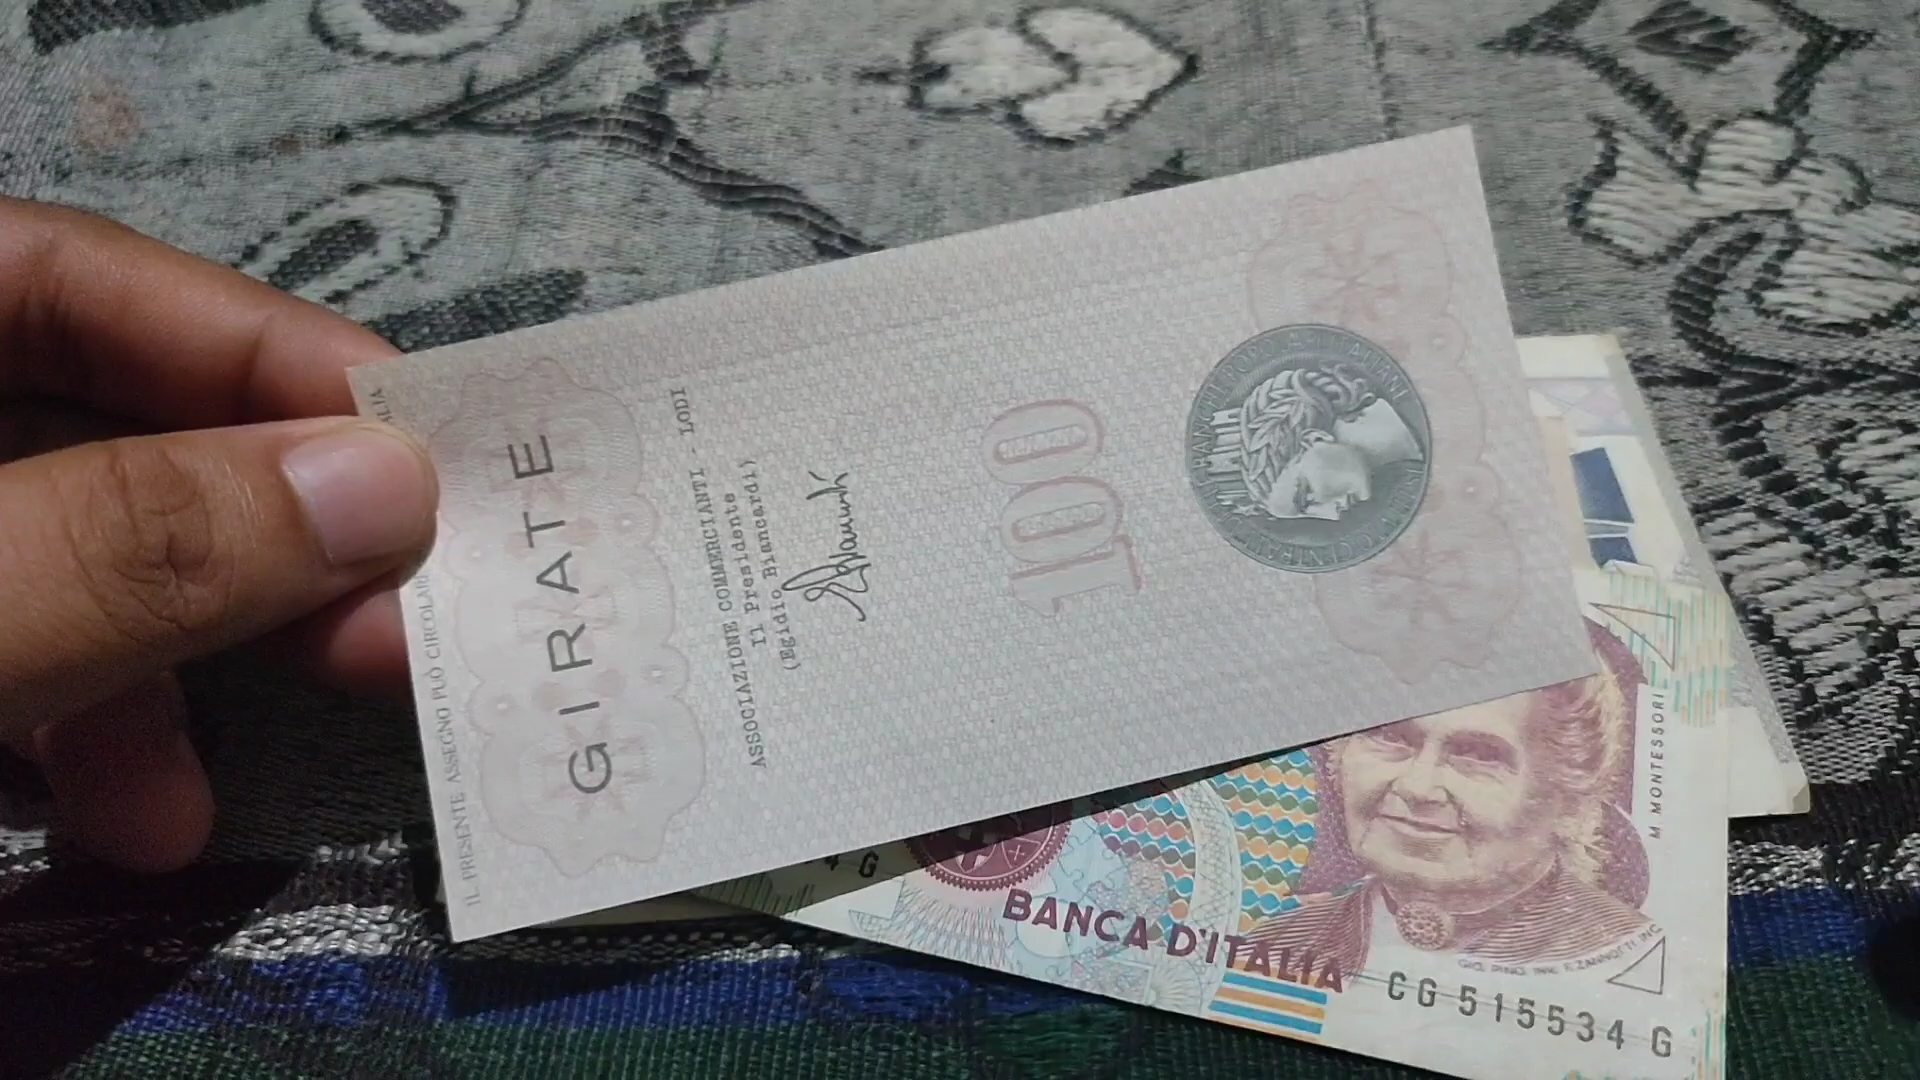 IL PRESENTE ASSEGNO PUÒ CIRCOLARE
GIRATE
ASSOCIAZIONE COMMERCIANTI - LODI
Il Presidente
(Egidio Biancardi)
100
4 G
BANCA D'ITALIA
M MONTESSORI
CG 515534 G